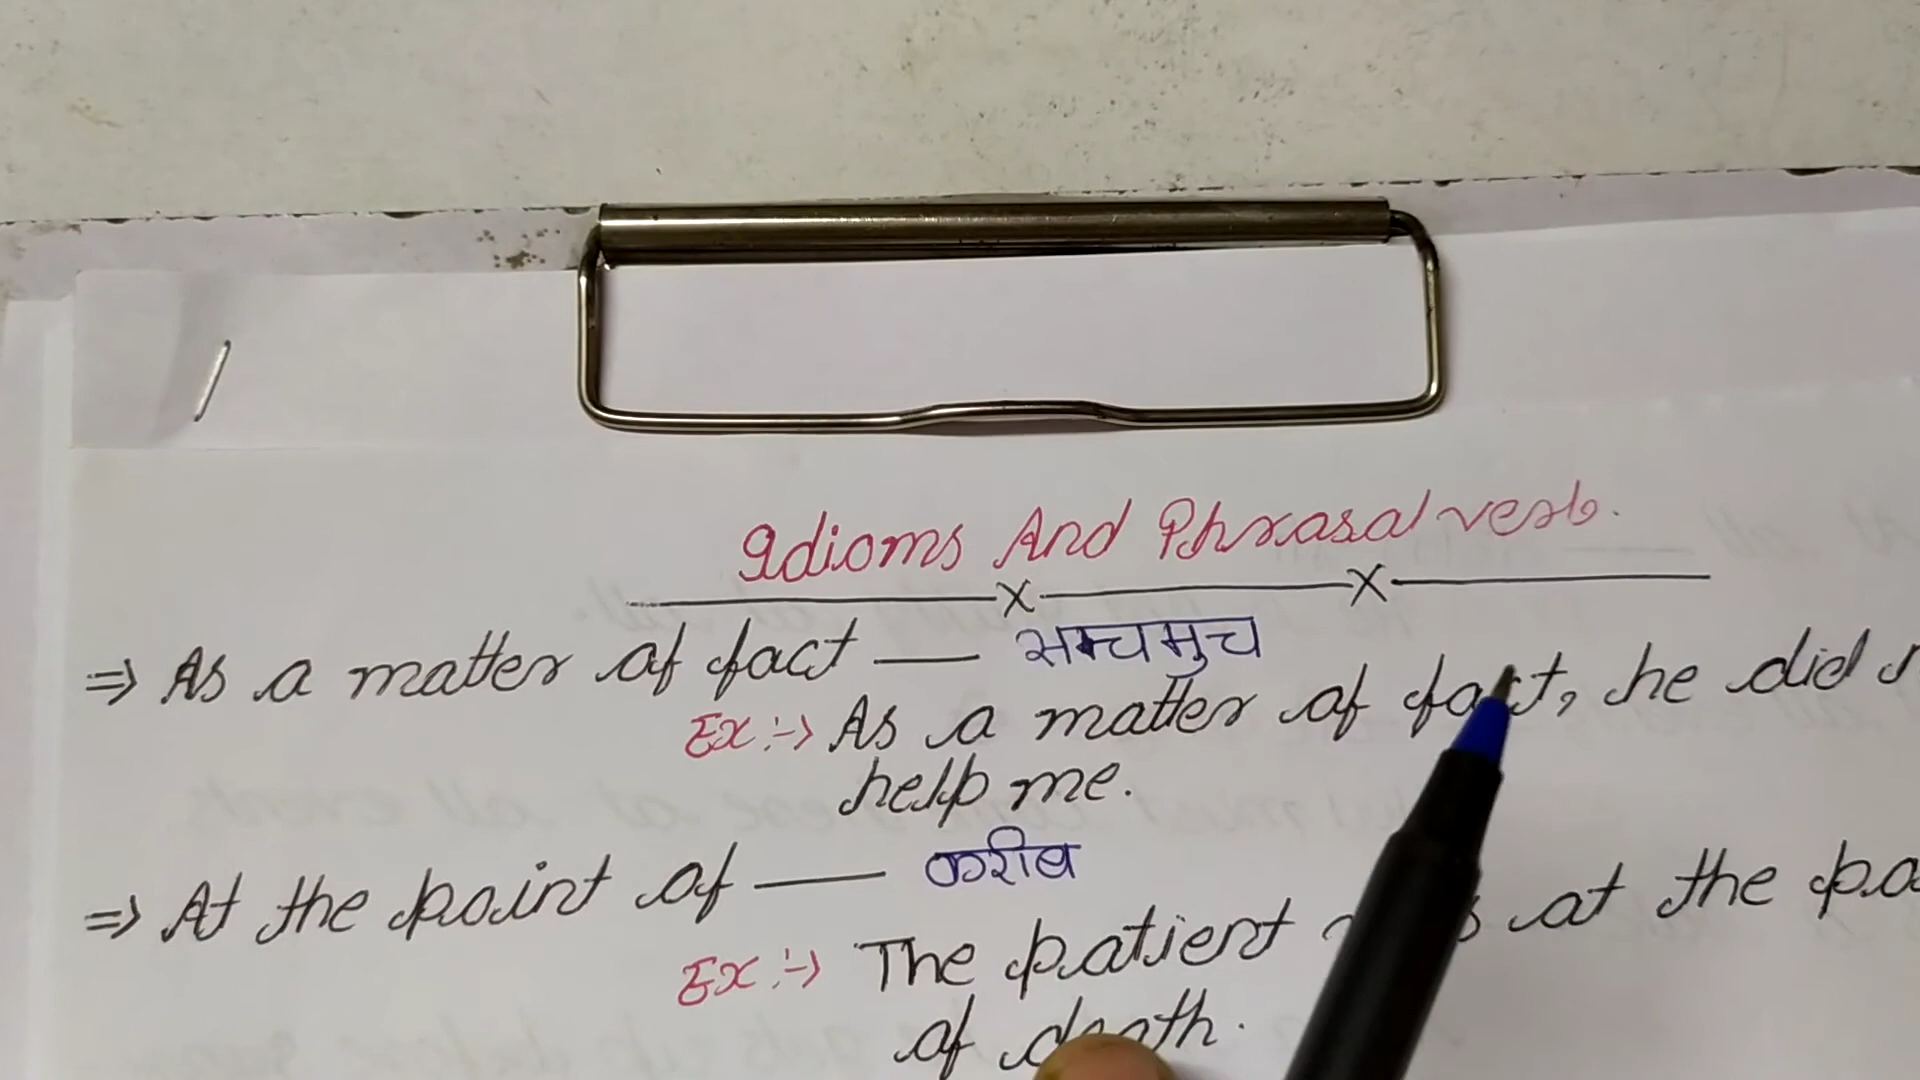 Idioms And Phrasal verb.
⇒ As a matter of fact — सचमुच
Ex :→ As a matter of fact, he did
help me.
⇒ At the point of — करीब
Ex :→ The patient at the
of death.